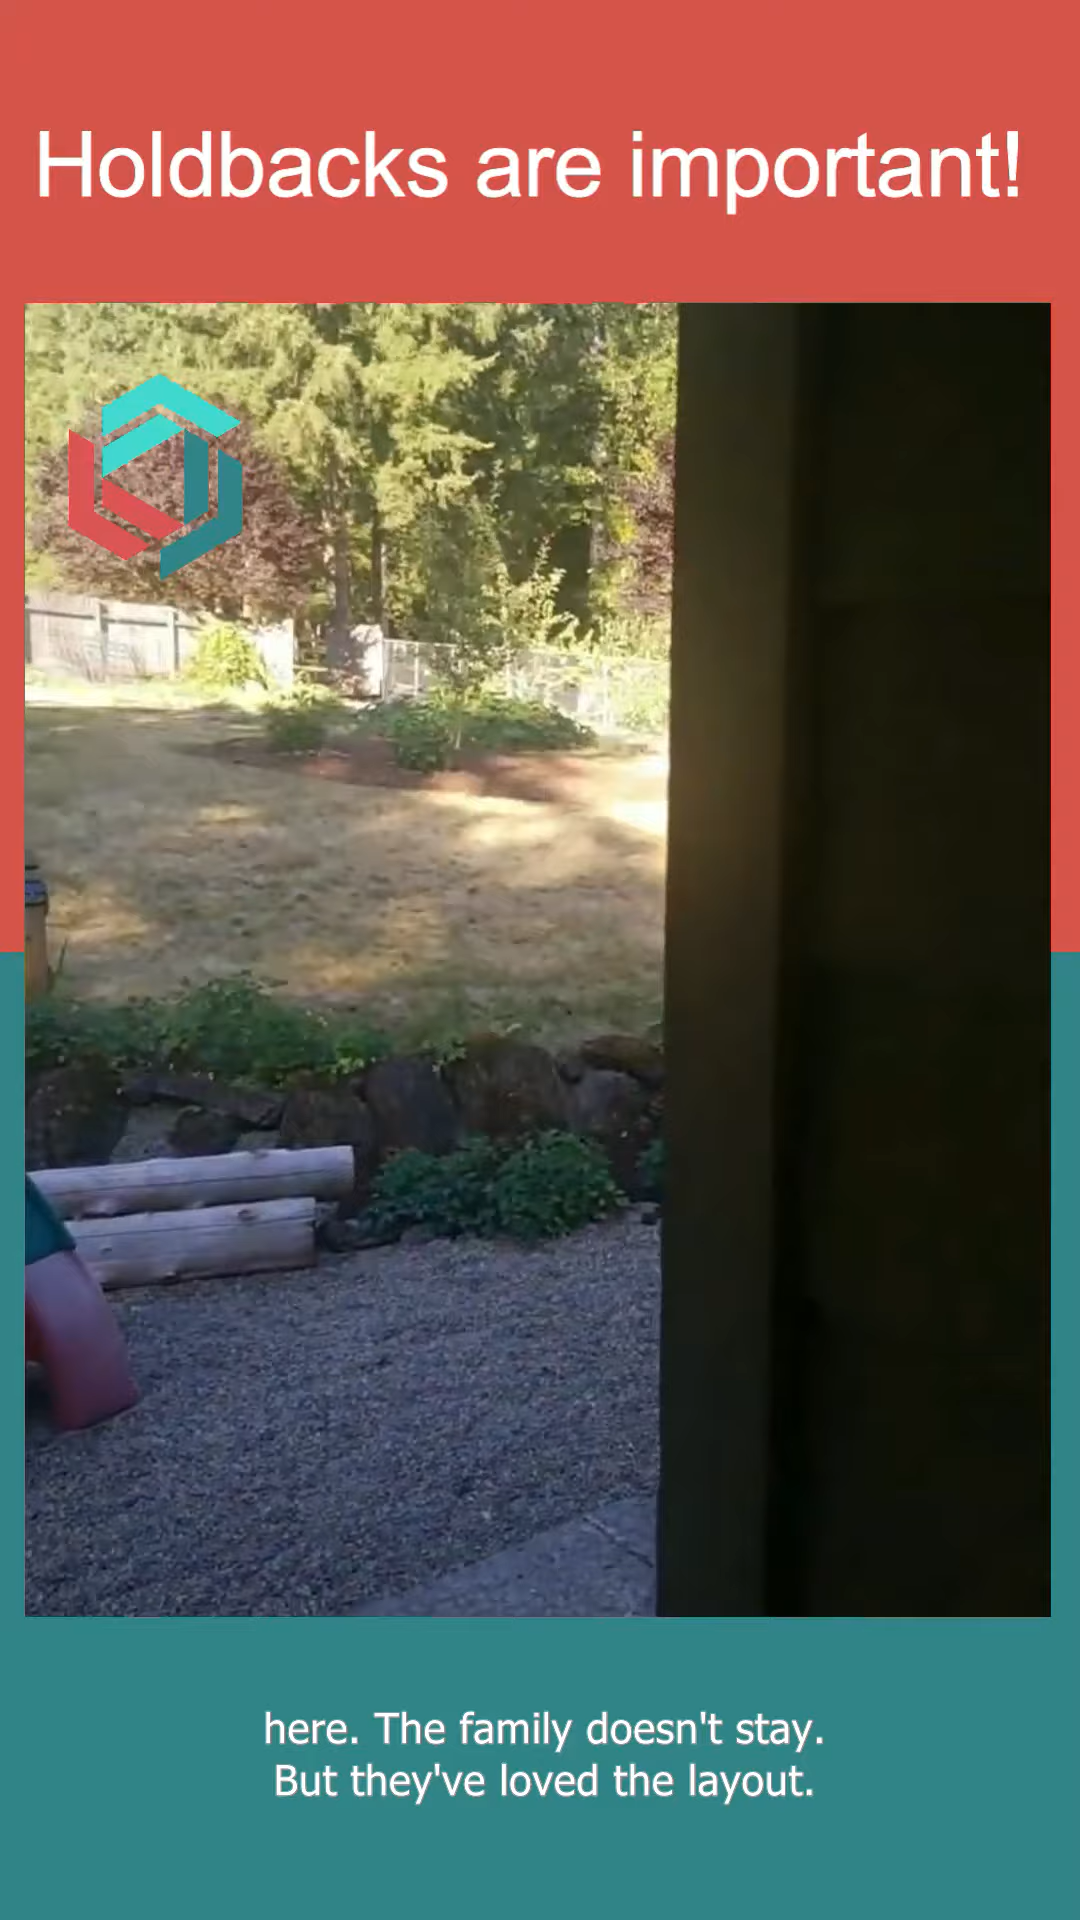 Holdbacks are important!
here. The family doesn't stay.
But they've loved the layout.